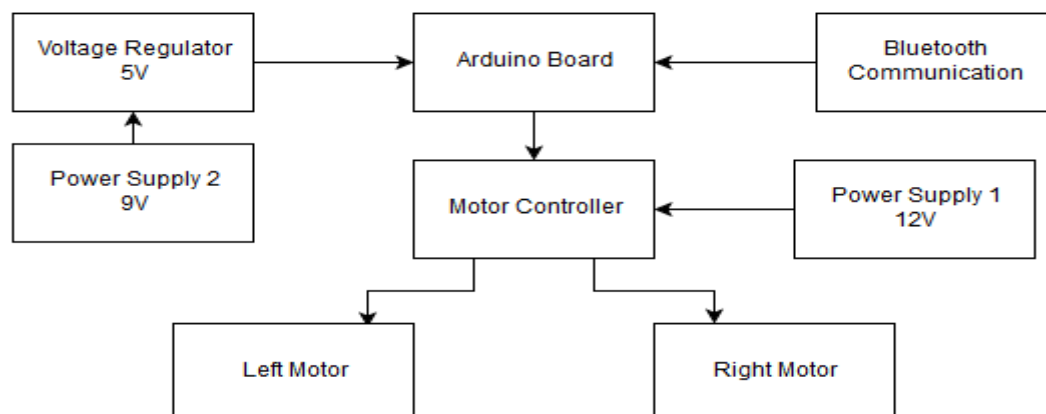 Voltage Regulator
5V
Arduino Board
Bluetooth
Communication
Power Supply 2
9V
Motor Controller
Power Supply 1
12V
Left Motor
Right Motor